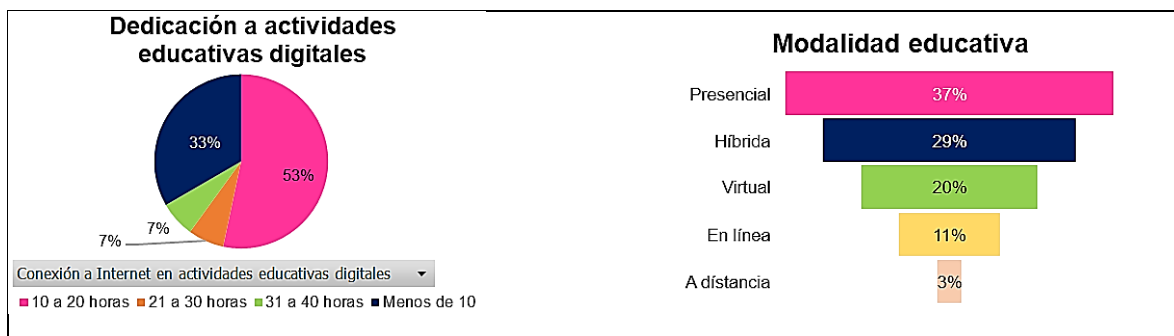 Dedicación a actividades
educativas digitales
33%
53%
7%
7%
Conexión a Internet en actividades educativas digitales
10 a 20 horas 21 a 30 horas 31 a 40 horas Menos de 10
Modalidad educativa
Presencial 37%
Híbrida 29%
Virtual 20%
En línea 11%
A dístancia 3%